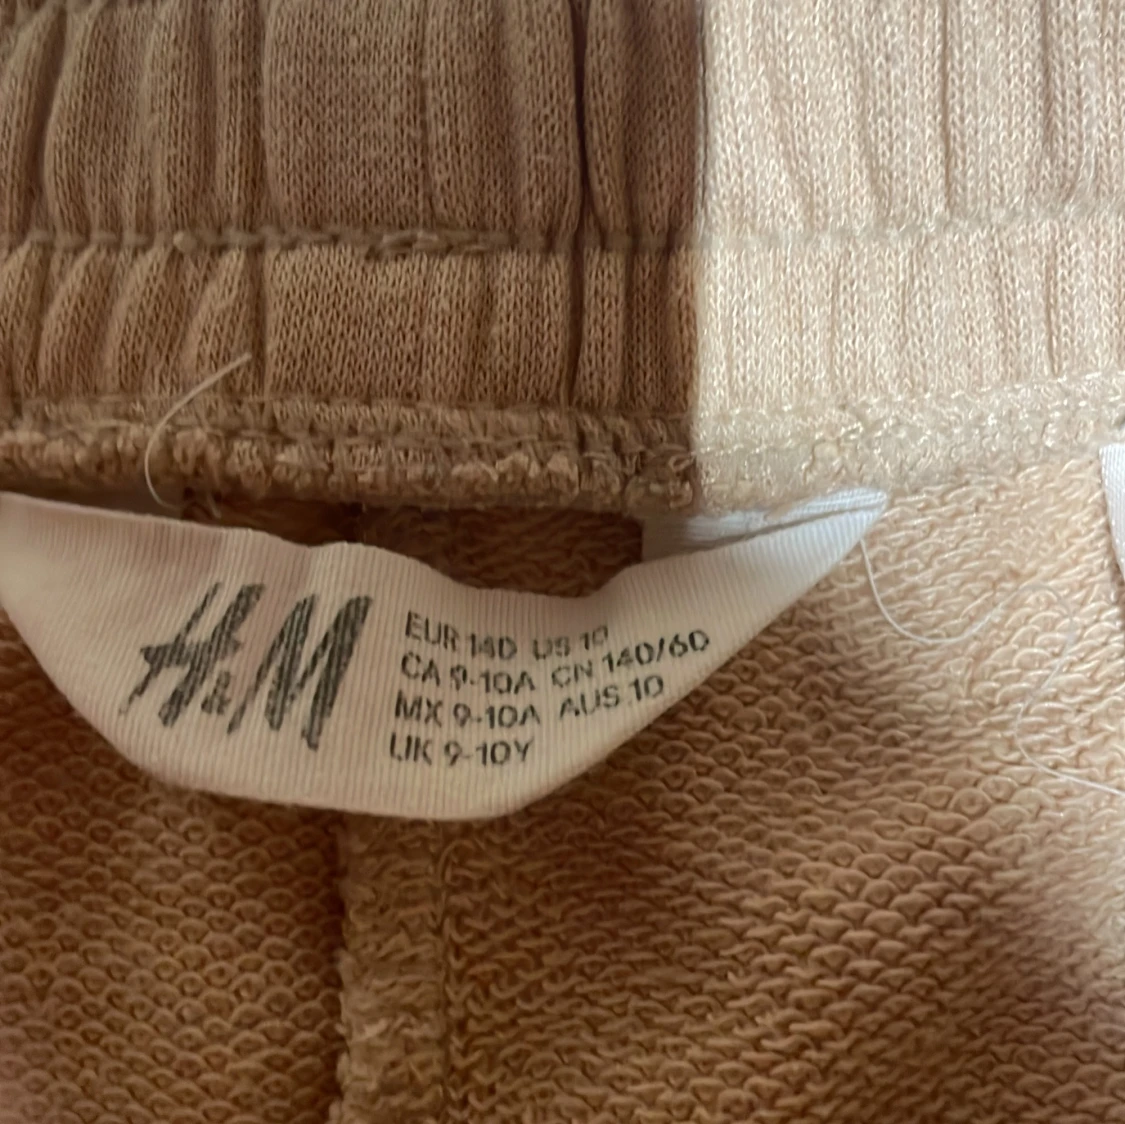 H&M
EUR 140 US 10
CA 9-10A CN 140/60
MX 9-10A AUS 10
UK 9-10Y